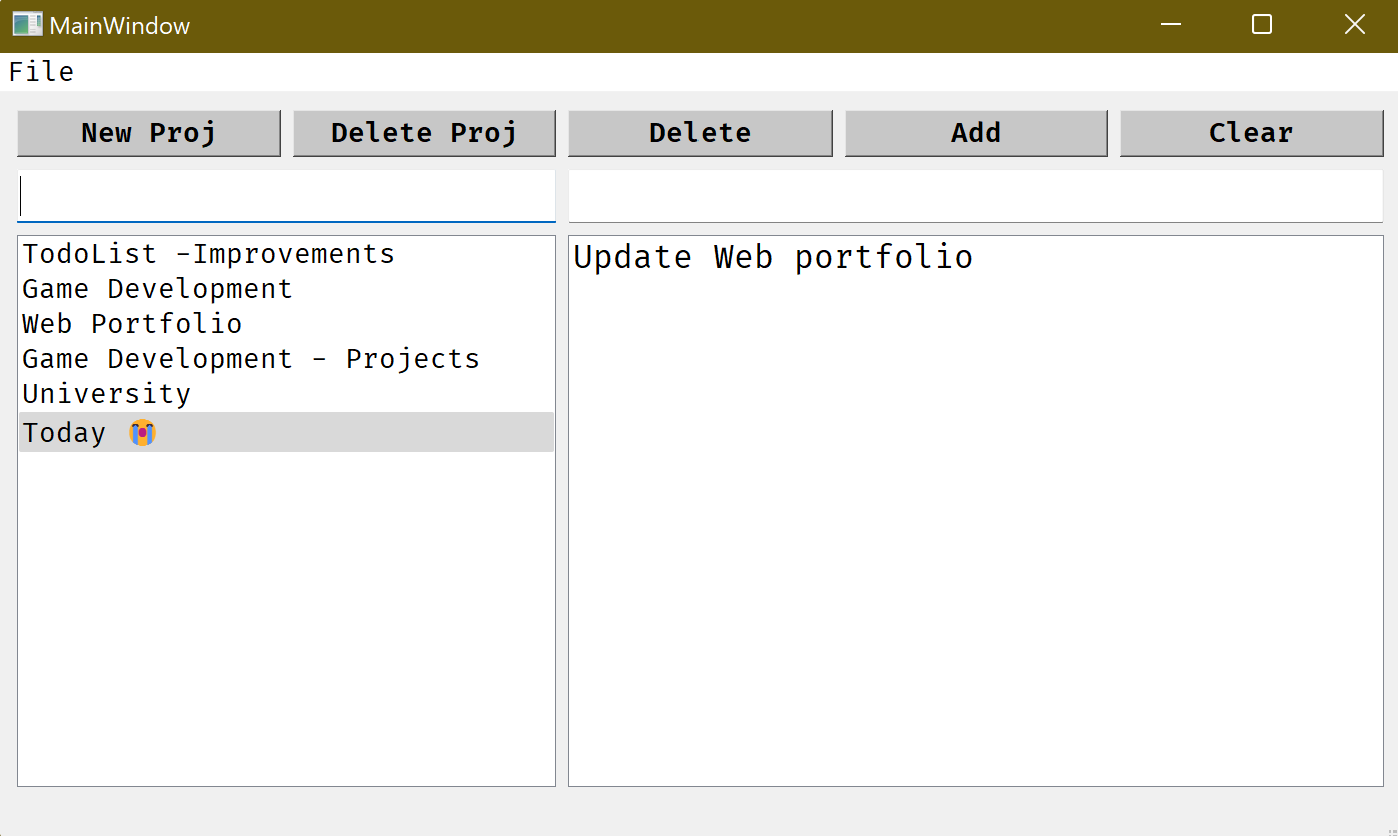 MainWindow
File
New Proj
Delete Proj
Delete
Add
Clear
TodoList -Improvements
Game Development
Web Portfolio
Game Development - Projects
University
Today 😭
Update Web portfolio